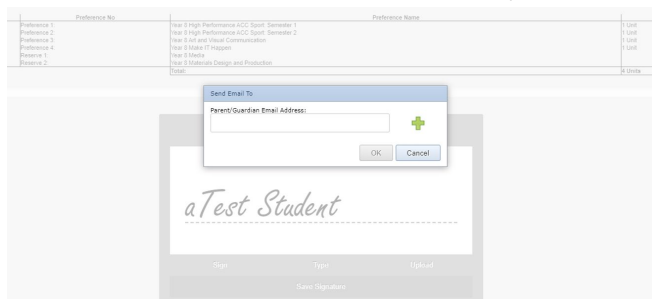 Preference No Preference Name
Preference 1: Year 8 High Performance ACC Sport: Semester 1 1 Unit
Preference 2: Year 8 High Performance ACC Sport: Semester 2 1 Unit
Preference 3: Year 8 Art and Visual Communication 1 Unit
Preference 4: Year 8 Make IT Happen 1 Unit
Reserve 1: Year 8 Media
Reserve 2: Year 8 Materials Design and Production
Total: 4 Units
Send Email To
Parent/Guardian Email Address:
OK Cancel
aTest Student
Sign Type Upload
Save Signature